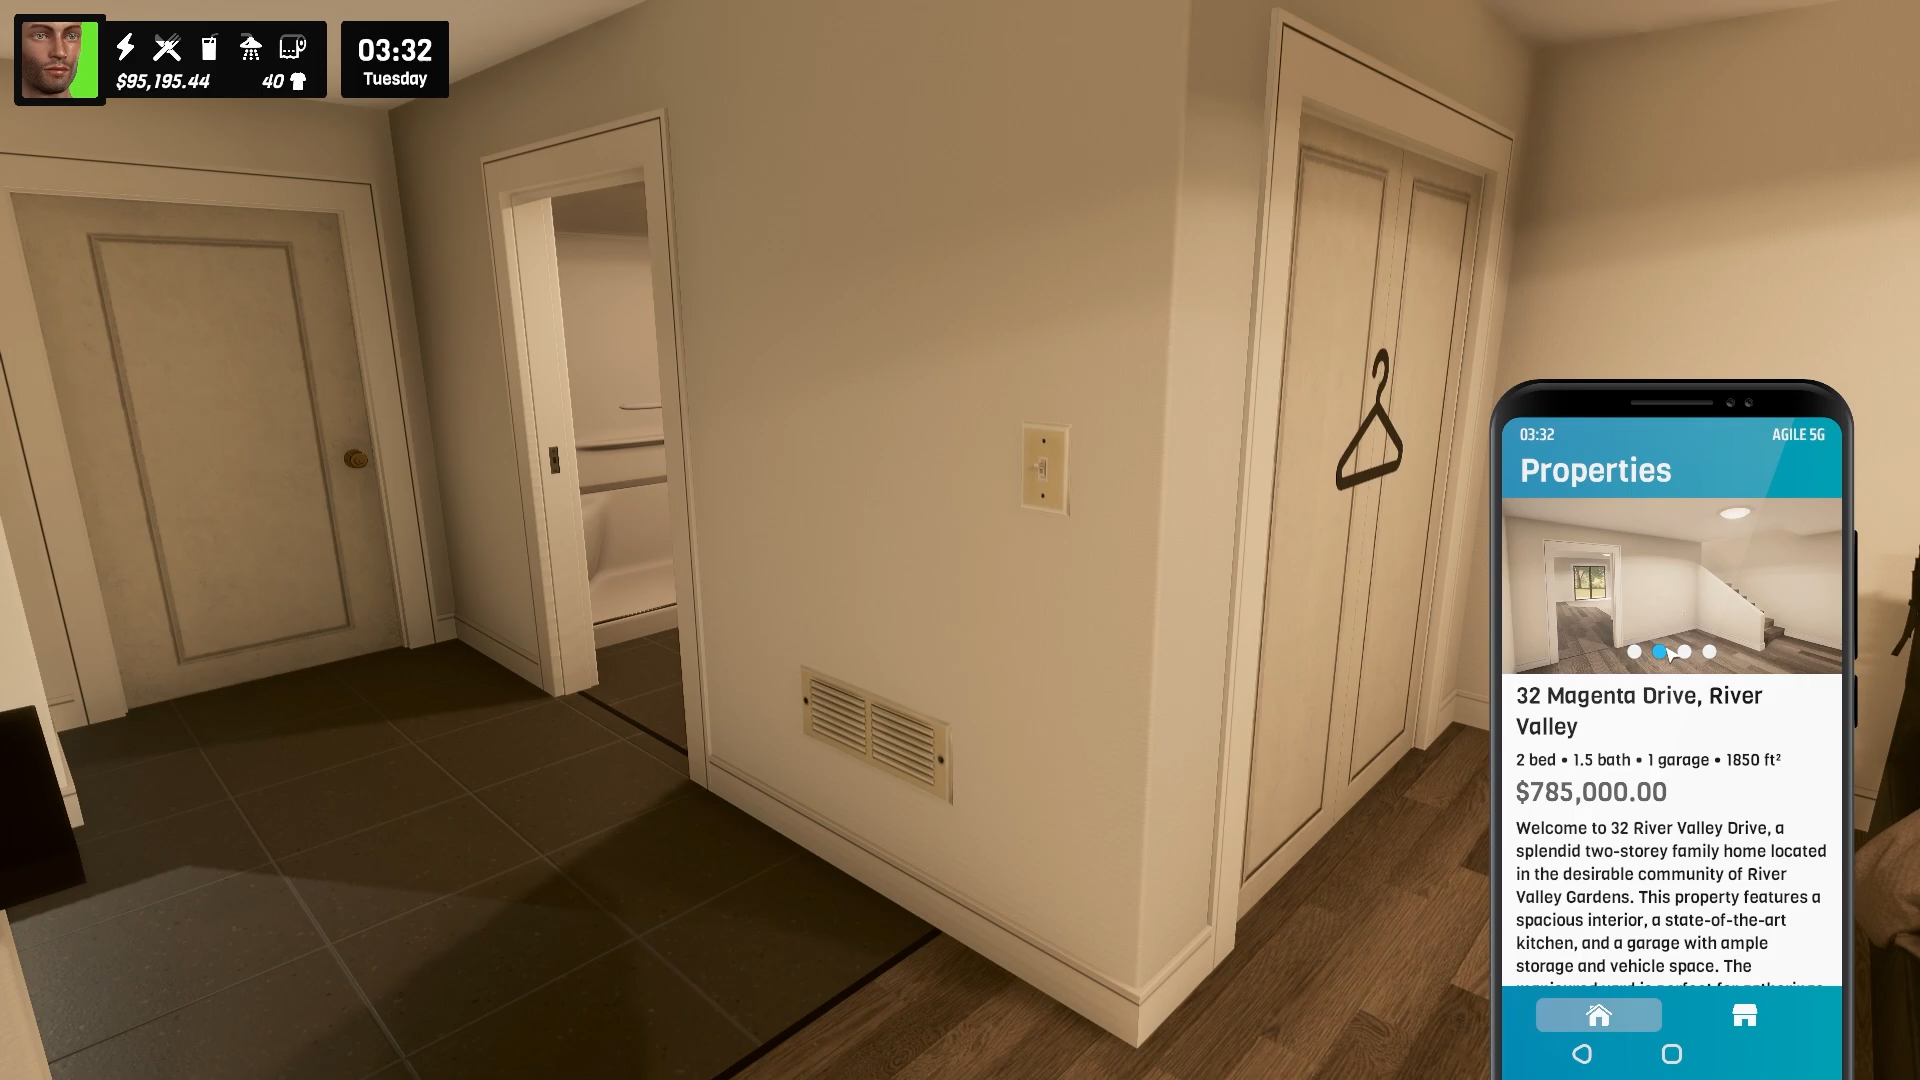 $95,195.44
40
03:32
Tuesday
03:32
AGILE 5G
Properties
32 Magenta Drive, River
Valley
2 bed • 1.5 bath • 1 garage • 1850 ft²
$785,000.00
Welcome to 32 River Valley Drive, a
splendid two-storey family home located
in the desirable community of River
Valley Gardens. This property features a
spacious interior, a state-of-the-art
kitchen, and a garage with ample
storage and vehicle space. The